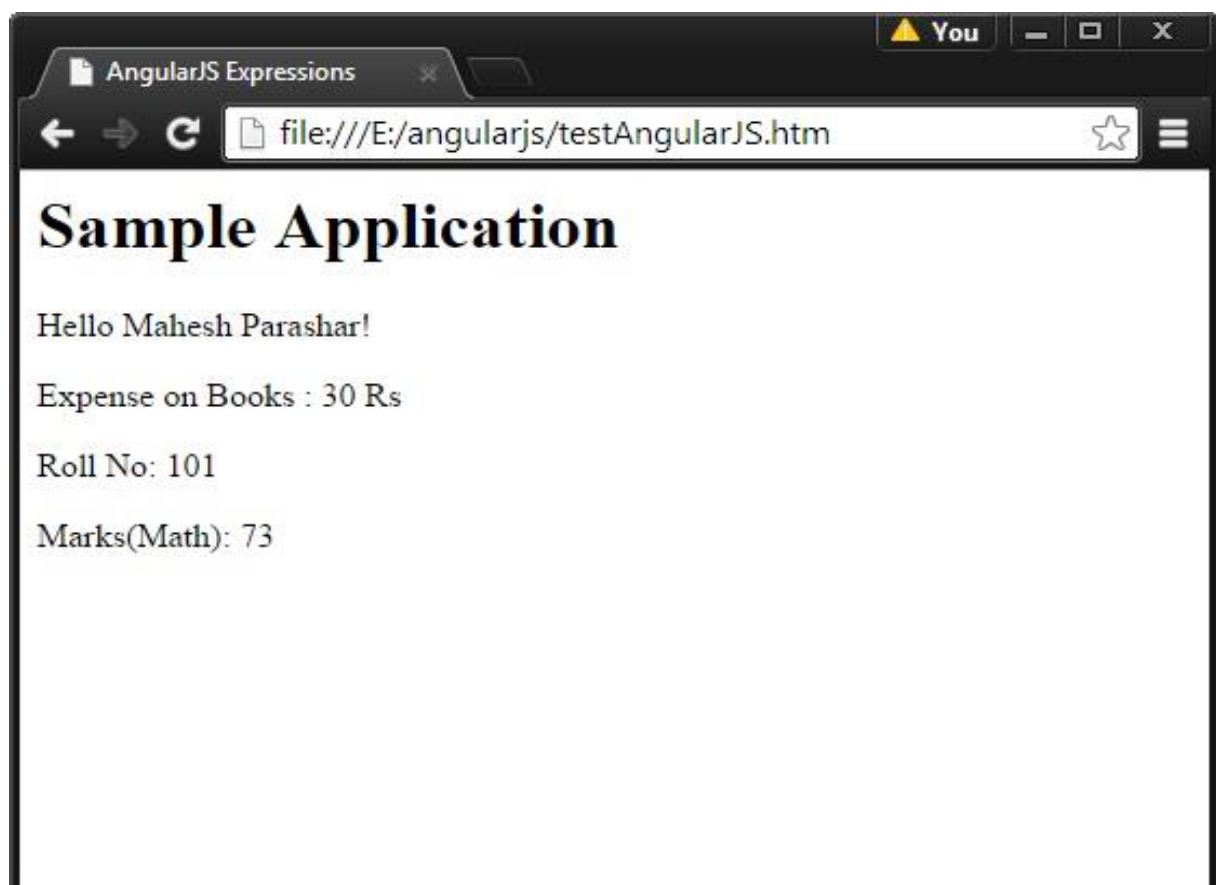 You
AngularJS Expressions
file:///E:/angularjs/testAngularJS.htm
Sample Application
Hello Mahesh Parashar!
Expense on Books : 30 Rs
Roll No: 101
Marks(Math): 73